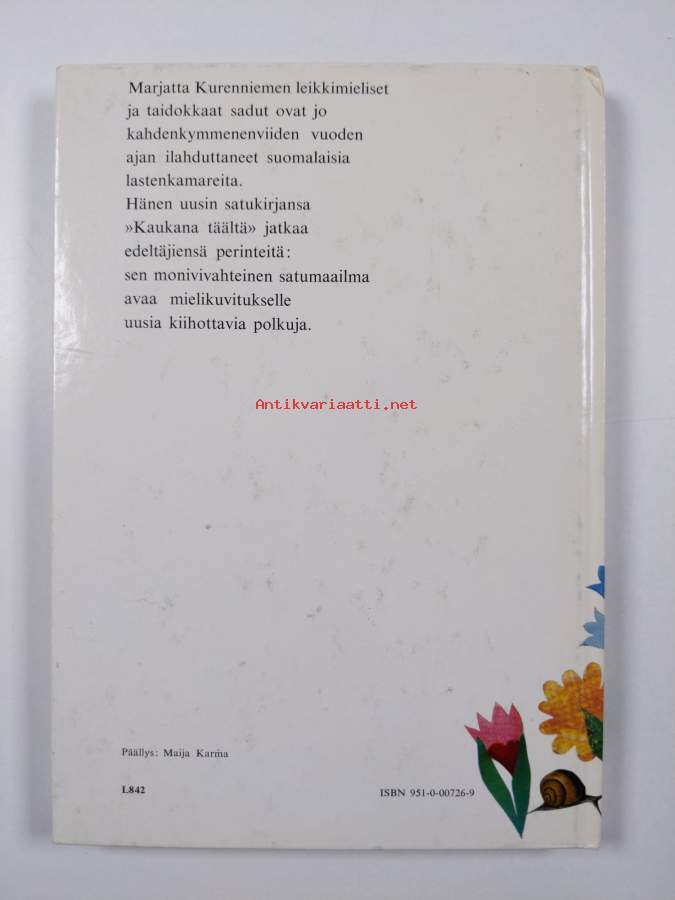 Marjatta Kurenniemen leikkimieliset
ja taidokkaat sadut ovat jo
kahdenkymmenenviiden vuoden
ajan ilahduttaneet suomalaisia
lastenkamareita.
Hänen uusin satukirjansa
»Kaukana täältä» jatkaa
edeltäjiensä perinteitä:
sen monivivahteinen satumaailma
avaa mielikuvitukselle
uusia kiihottavia polkuja.
Antikvariaatti.net
Päällys: Maija Karma
L842
ISBN 951-0-00726-9